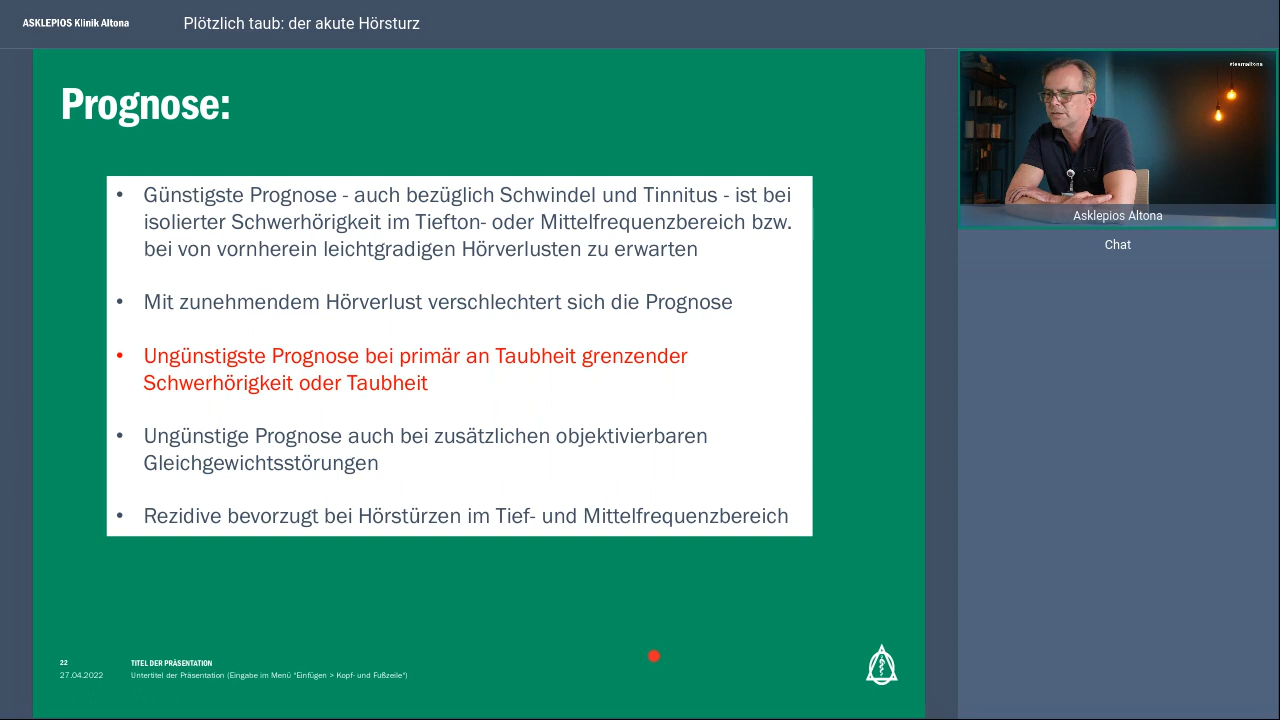 ASKLEPIOS Klinik Altona
Plötzlich taub: der akute Hörsturz
Prognose:
• Günstigste Prognose - auch bezüglich Schwindel und Tinnitus - ist bei
isolierter Schwerhörigkeit im Tiefton- oder Mittelfrequenzbereich bzw.
bei von vornherein leichtgradigen Hörverlusten zu erwarten
• Mit zunehmendem Hörverlust verschlechtert sich die Prognose
• Ungünstigste Prognose bei primär an Taubheit grenzender
Schwerhörigkeit oder Taubheit
• Ungünstige Prognose auch bei zusätzlichen objektivierbaren
Gleichgewichtsstörungen
• Rezidive bevorzugt bei Hörstürzen im Tief- und Mittelfrequenzbereich
22
TITEL DER PRÄSENTATION
27.04.2022
Untertitel der Präsentation (Eingabe im Menü "Einfügen > Kopf- und Fußzeile")
#teamaltona
Asklepios Altona
Chat